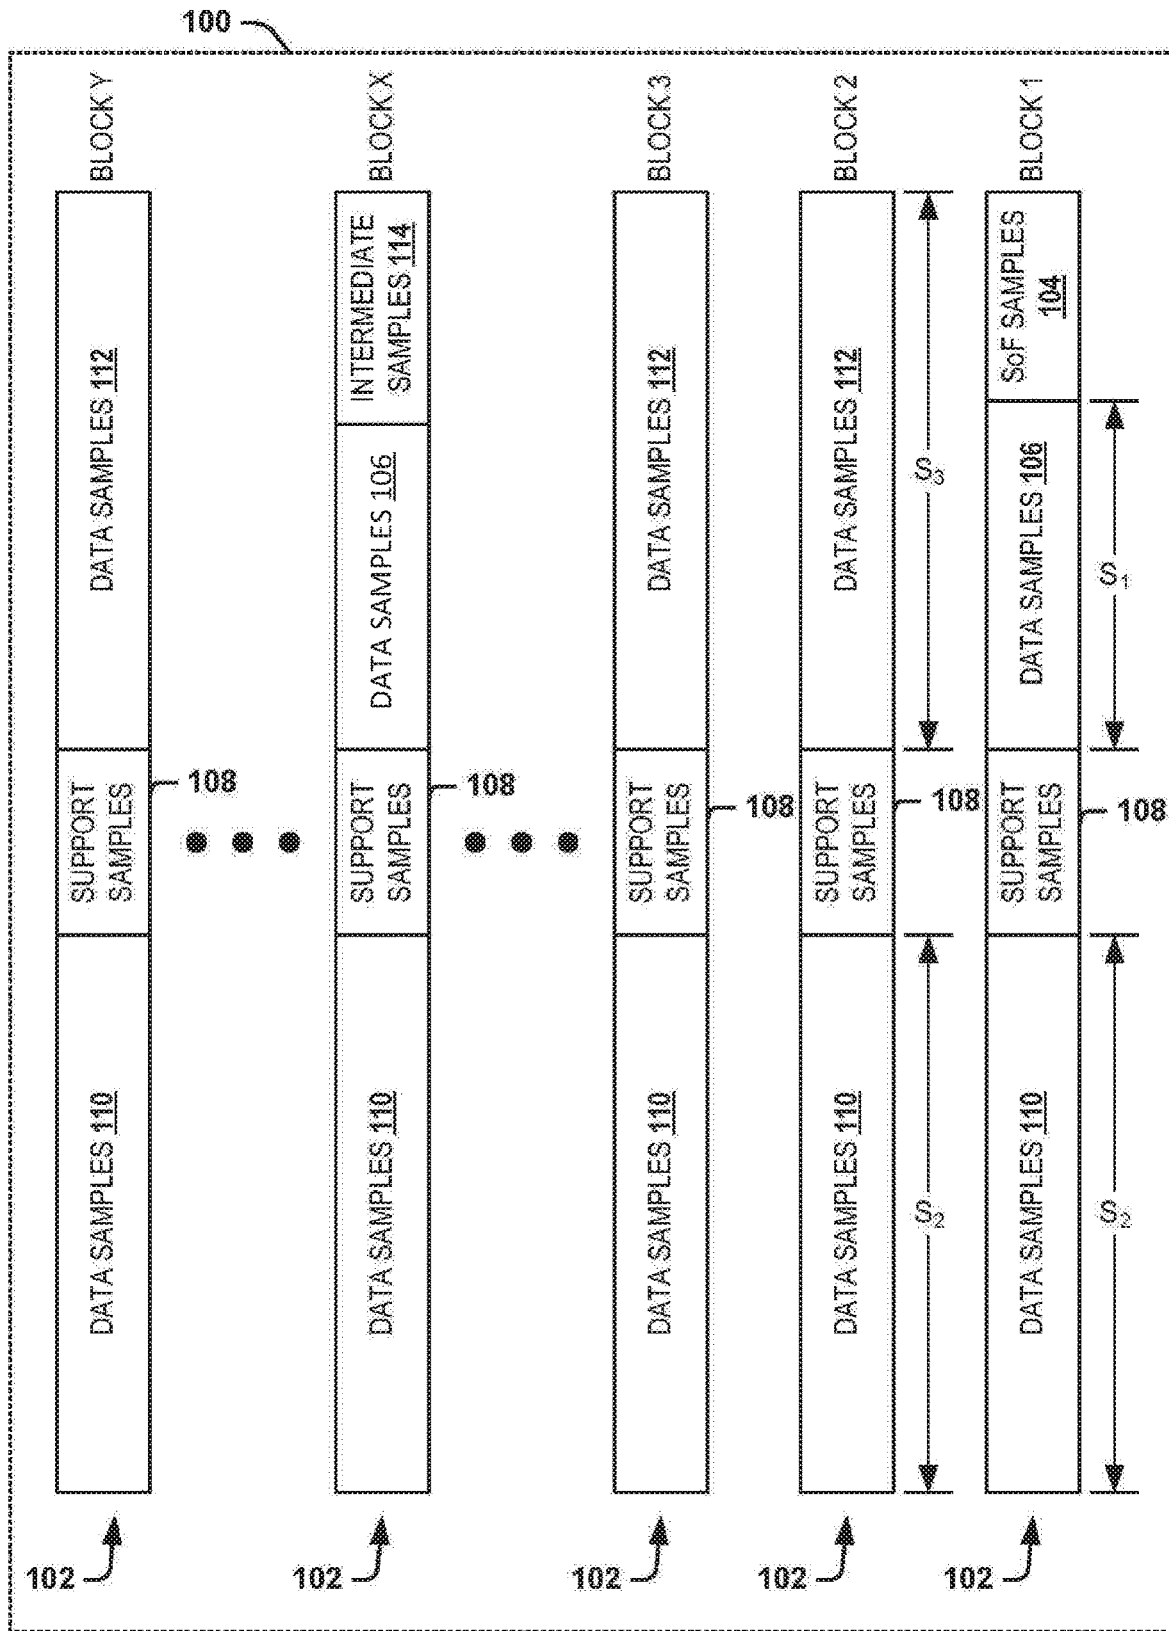 100
BLOCK Y
DATA SAMPLES 112
SUPPORT
SAMPLES
108
DATA SAMPLES 110
102
BLOCK X
INTERMEDIATE
SAMPLES 114
DATA SAMPLES 106
SUPPORT
SAMPLES
108
DATA SAMPLES 110
102
BLOCK 3
DATA SAMPLES 112
SUPPORT
SAMPLES
108
DATA SAMPLES 110
102
BLOCK 2
DATA SAMPLES 112
S₃
SUPPORT
SAMPLES
108
DATA SAMPLES 110
S₂
102
BLOCK 1
SoF SAMPLES
104
DATA SAMPLES 106
S₁
SUPPORT
SAMPLES
108
DATA SAMPLES 110
S₂
102